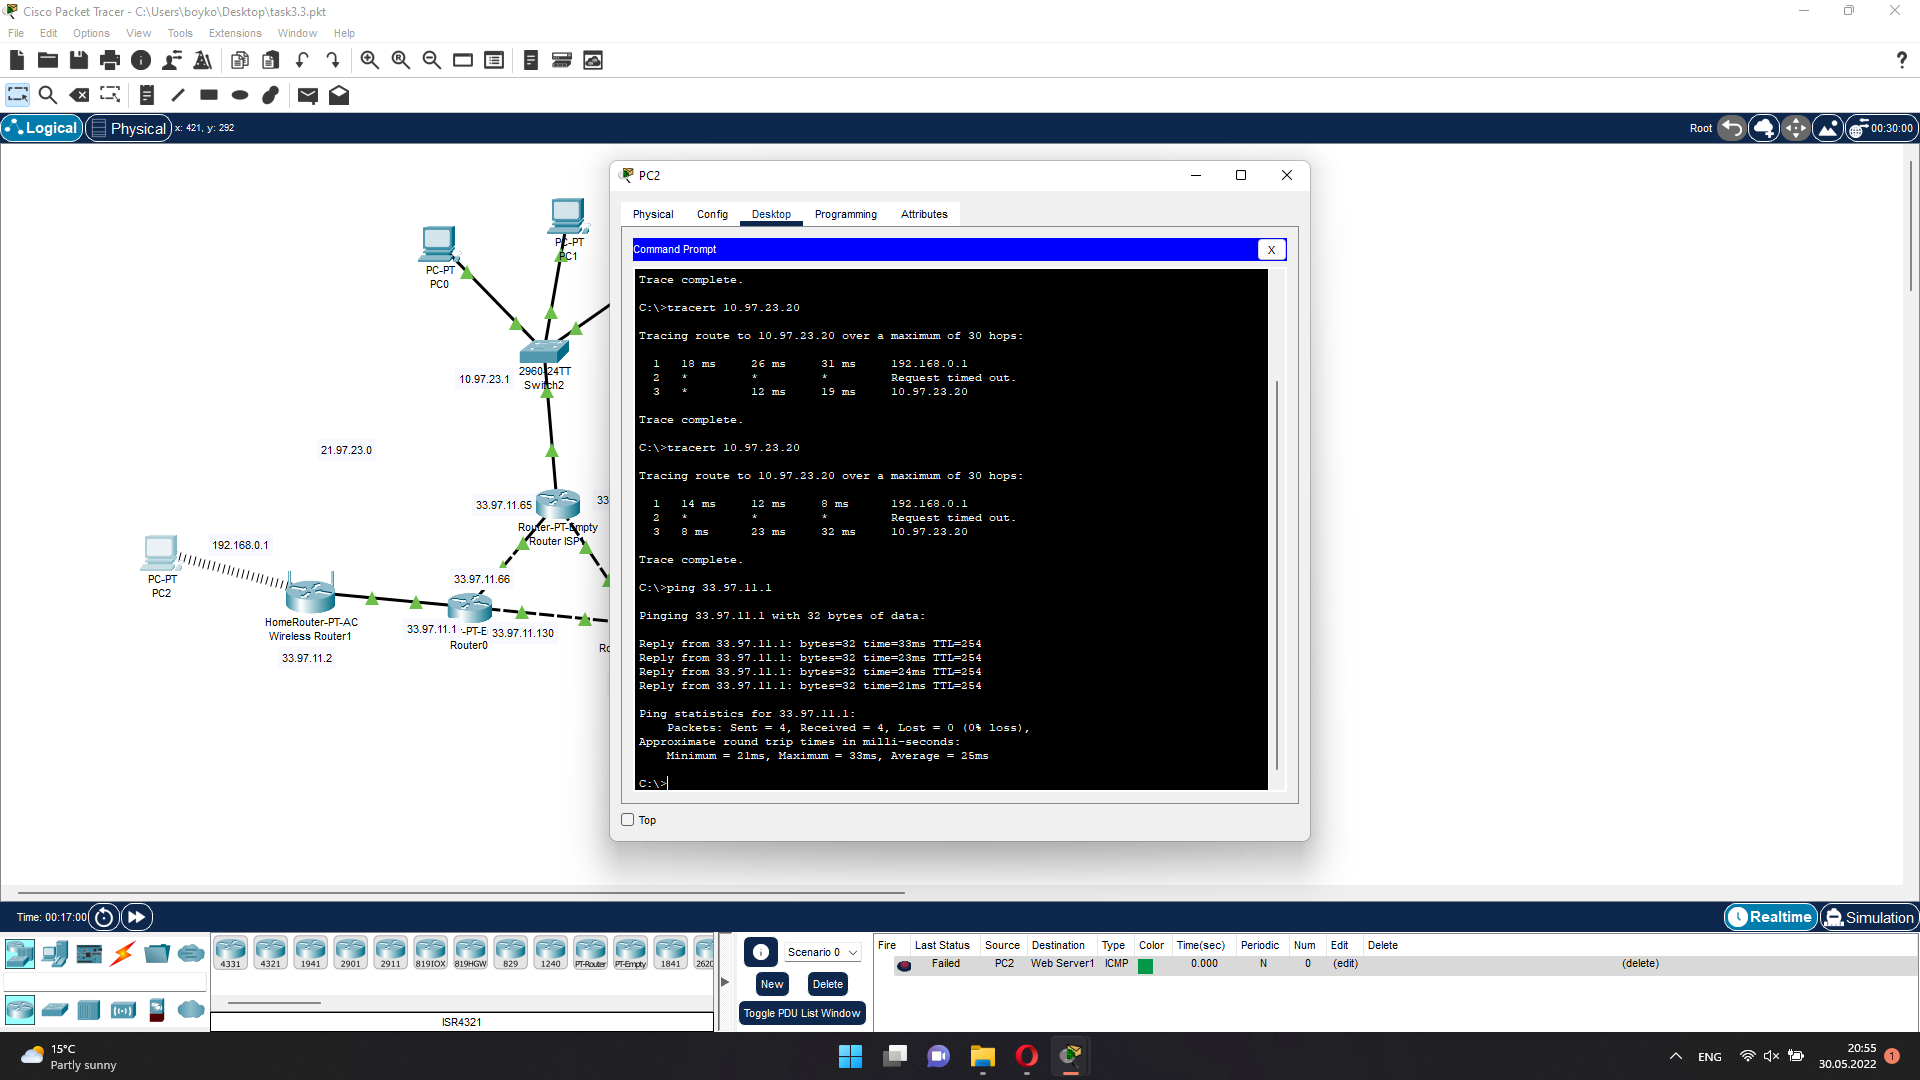 Cisco Packet Tracer - C:\Users\boyko\Desktop\task3.3.pkt
File Edit Options View Tools Extensions Window Help
Logical Physical x: 421, y: 292 Root 00:30:00
PC-PT
PC0
PC-PT
PC1
10.97.23.1
2960-24TT
Switch2
21.97.23.0
33.97.11.65
33
Router-PT-Empty
Router ISP
192.168.0.1
PC-PT
PC2
33.97.11.66
HomeRouter-PT-AC
Wireless Router1
33.97.11.2
33.97.11.1
-PT-E
Router0
33.97.11.130
Ro
PC2
Physical Config Desktop Programming Attributes
Command Prompt X
Trace complete.
C:\>tracert 10.97.23.20
Tracing route to 10.97.23.20 over a maximum of 30 hops:
1 18 ms 26 ms 31 ms 192.168.0.1
2 * * * Request timed out.
3 * 12 ms 19 ms 10.97.23.20
Trace complete.
C:\>tracert 10.97.23.20
Tracing route to 10.97.23.20 over a maximum of 30 hops:
1 14 ms 12 ms 8 ms 192.168.0.1
2 * * * Request timed out.
3 8 ms 23 ms 32 ms 10.97.23.20
Trace complete.
C:\>ping 33.97.11.1
Pinging 33.97.11.1 with 32 bytes of data:
Reply from 33.97.11.1: bytes=32 time=33ms TTL=254
Reply from 33.97.11.1: bytes=32 time=23ms TTL=254
Reply from 33.97.11.1: bytes=32 time=24ms TTL=254
Reply from 33.97.11.1: bytes=32 time=21ms TTL=254
Ping statistics for 33.97.11.1:
Packets: Sent = 4, Received = 4, Lost = 0 (0% loss),
Approximate round trip times in milli-seconds:
Minimum = 21ms, Maximum = 33ms, Average = 25ms
C:\>
Top
Time: 00:17:00 Realtime Simulation
4331 4321 1941 2901 2911 819IOX 819HGW 829 1240 PT-Router PT-Empty 1841 2620
ISR4321
Scenario 0
New Delete
Toggle PDU List Window
Fire Last Status Source Destination Type Color Time(sec) Periodic Num Edit Delete
Failed PC2 Web Server1 ICMP 0.000 N 0 (edit) (delete)
15°C
Partly sunny
ENG
20:55
30.05.2022
1